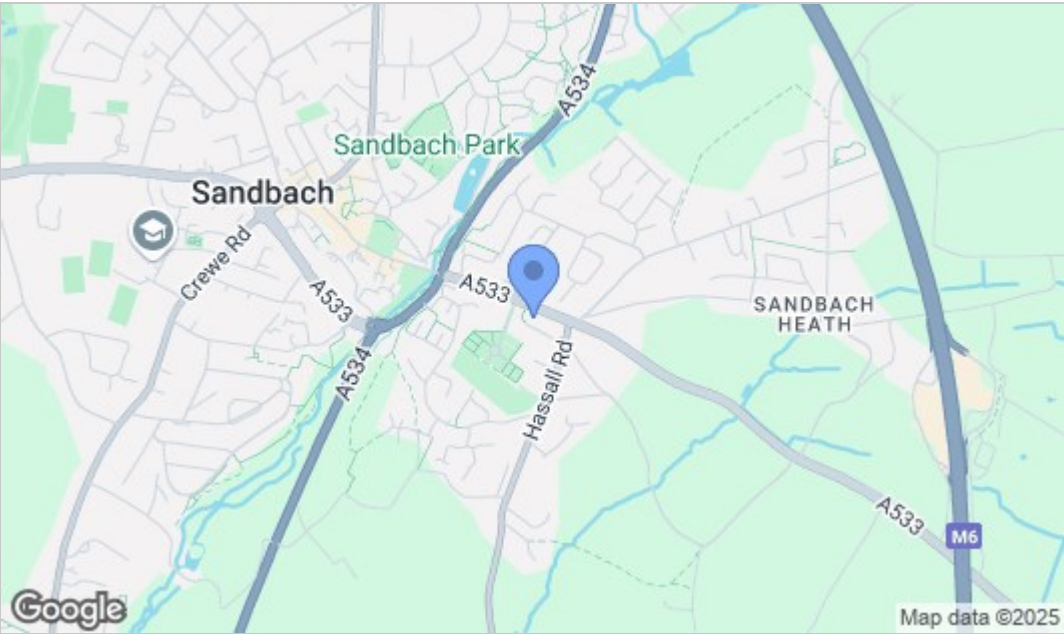 A534
Sandbach Park
Sandbach
Crewe Rd
A533
A533
SANDBACH
HEATH
A534
Hassall Rd
A533
M6
Google
Map data ©2025